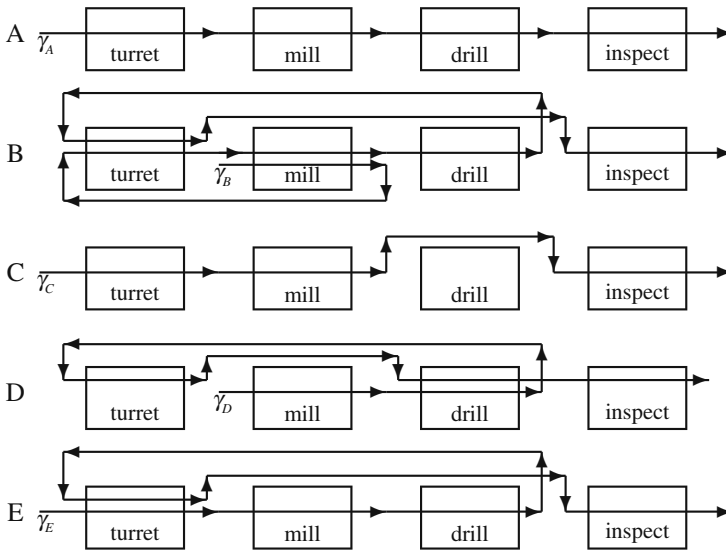 A γ_A turret mill drill inspect
B turret γ_B mill drill inspect
C γ_C turret mill drill inspect
D turret γ_D mill drill inspect
E γ_E turret mill drill inspect